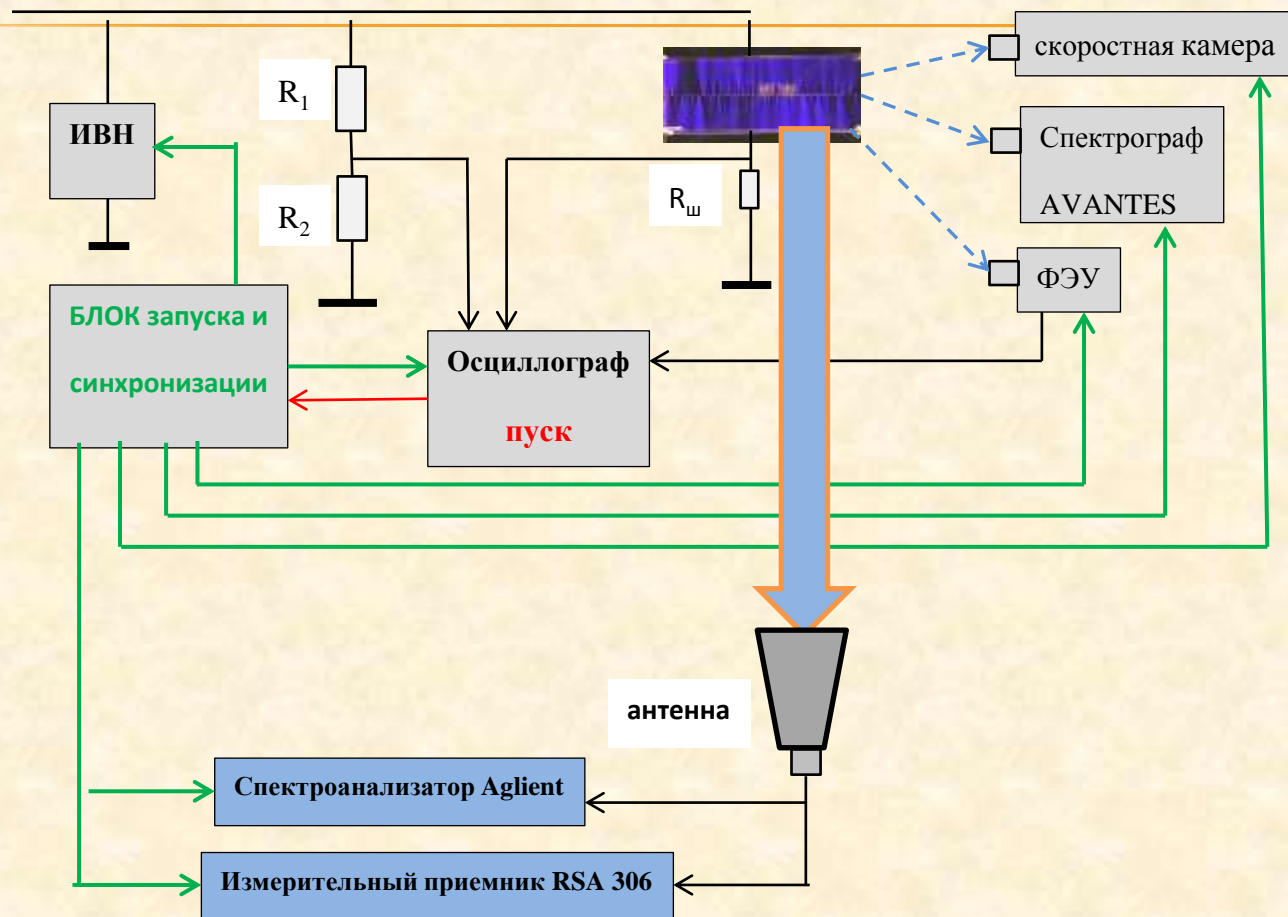 скоростная камера
R1
ИВН
Спектрограф
AVANTES
Rш
R2
ФЭУ
БЛОК запуска и
синхронизации
Осциллограф
пуск
антенна
Спектроанализатор Aglient
Измерительный приемник RSA 306